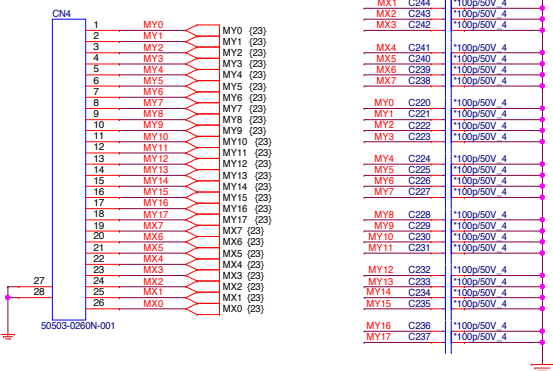 CN4
1 MY0 MY0 {23}
2 MY1 MY1 {23}
3 MY2 MY2 {23}
4 MY3 MY3 {23}
5 MY4 MY4 {23}
6 MY5 MY5 {23}
7 MY6 MY6 {23}
8 MY7 MY7 {23}
9 MY8 MY8 {23}
10 MY9 MY9 {23}
11 MY10 MY10 {23}
12 MY11 MY11 {23}
13 MY12 MY12 {23}
14 MY13 MY13 {23}
15 MY14 MY14 {23}
16 MY15 MY15 {23}
17 MY16 MY16 {23}
18 MY17 MY17 {23}
19 MX7 MX7 {23}
20 MX6 MX6 {23}
21 MX5 MX5 {23}
22 MX4 MX4 {23}
23 MX3 MX3 {23}
24 MX2 MX2 {23}
25 MX1 MX1 {23}
26 MX0 MX0 {23}
27
28
50503-0260N-001
MX1 C244 *100p/50V_4
MX2 C243 *100p/50V_4
MX3 C242 *100p/50V_4
MX4 C241 *100p/50V_4
MX5 C240 *100p/50V_4
MX6 C239 *100p/50V_4
MX7 C238 *100p/50V_4
MY0 C220 *100p/50V_4
MY1 C221 *100p/50V_4
MY2 C222 *100p/50V_4
MY3 C223 *100p/50V_4
MY4 C224 *100p/50V_4
MY5 C225 *100p/50V_4
MY6 C226 *100p/50V_4
MY7 C227 *100p/50V_4
MY8 C228 *100p/50V_4
MY9 C229 *100p/50V_4
MY10 C230 *100p/50V_4
MY11 C231 *100p/50V_4
MY12 C232 *100p/50V_4
MY13 C233 *100p/50V_4
MY14 C234 *100p/50V_4
MY15 C235 *100p/50V_4
MY16 C236 *100p/50V_4
MY17 C237 *100p/50V_4